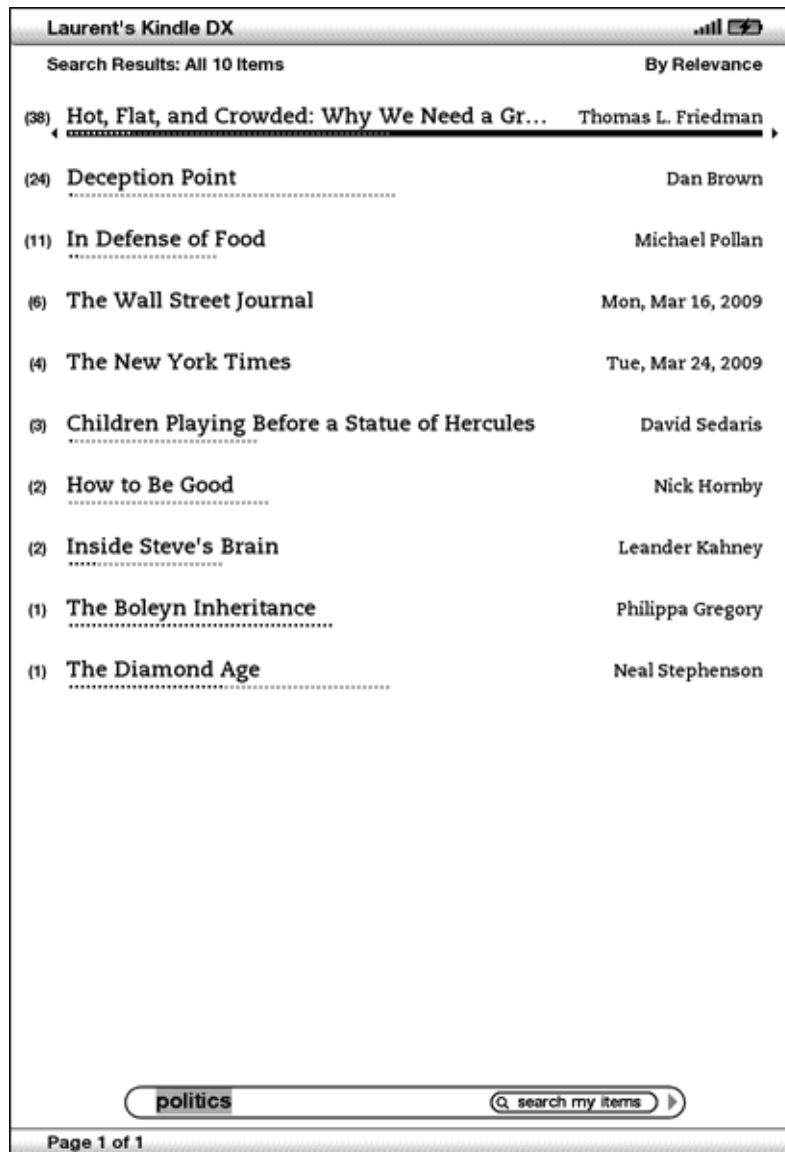 Laurent's Kindle DX
Search Results: All 10 Items By Relevance
(38) Hot, Flat, and Crowded: Why We Need a Gr... Thomas L. Friedman
(24) Deception Point Dan Brown
(11) In Defense of Food Michael Pollan
(6) The Wall Street Journal Mon, Mar 16, 2009
(4) The New York Times Tue, Mar 24, 2009
(3) Children Playing Before a Statue of Hercules David Sedaris
(2) How to Be Good Nick Hornby
(2) Inside Steve's Brain Leander Kahney
(1) The Boleyn Inheritance Philippa Gregory
(1) The Diamond Age Neal Stephenson
politics search my items
Page 1 of 1